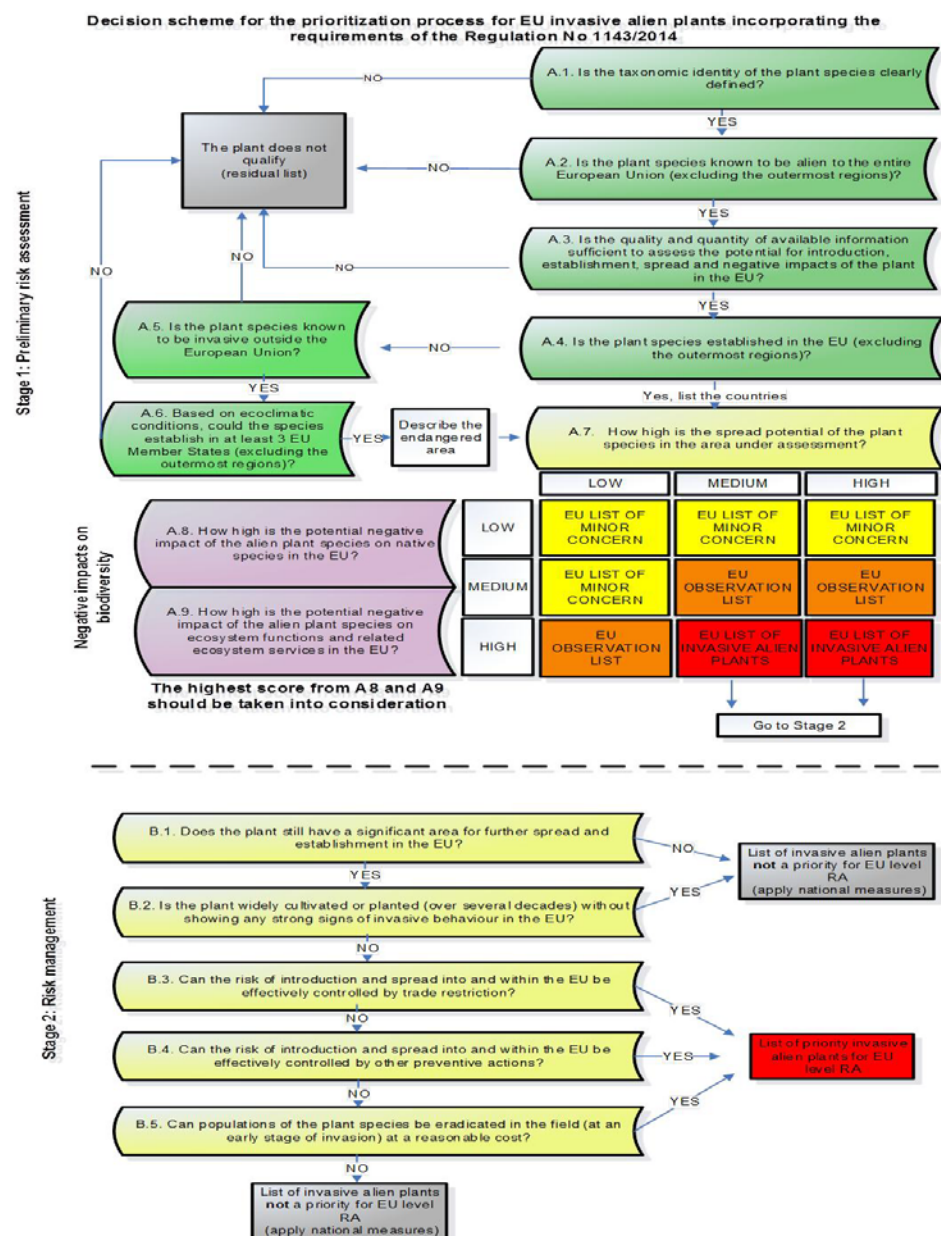 Decision scheme for the prioritization process for EU invasive alien plants incorporating the
requirements of the Regulation No 1143/2014
Stage 1: Preliminary risk assessment
A.1. Is the taxonomic identity of the plant species clearly
defined?
NO
YES
The plant does not
qualify
(residual list)
A.2. Is the plant species known to be alien to the entire
European Union (excluding the outermost regions)?
NO
YES
A.3. Is the quality and quantity of available information
sufficient to assess the potential for introduction,
establishment, spread and negative impacts of the plant
in the EU?
NO
NO
NO
YES
A.5. Is the plant species known
to be invasive outside the
European Union?
NO
A.4. Is the plant species established in the EU (excluding
the outermost regions)?
YES
Yes, list the countries
A.6. Based on ecoclimatic
conditions, could the species
establish in at least 3 EU
Member States (excluding the
outermost regions)?
YES
Describe the
endangered
area
A.7. How high is the spread potential of the plant
species in the area under assessment?
LOW
MEDIUM
HIGH
Negative impacts on
biodiversity
A.8. How high is the potential negative
impact of the alien plant species on native
species in the EU?
LOW
EU LIST OF
MINOR
CONCERN
EU LIST OF
MINOR
CONCERN
EU LIST OF
MINOR
CONCERN
MEDIUM
EU LIST OF
MINOR
CONCERN
EU
OBSERVATION
LIST
EU
OBSERVATION
LIST
A.9. How high is the potential negative
impact of the alien plant species on
ecosystem functions and related
ecosystem services in the EU?
HIGH
EU
OBSERVATION
LIST
EU LIST OF
INVASIVE ALIEN
PLANTS
EU LIST OF
INVASIVE ALIEN
PLANTS
The highest score from A8 and A9
should be taken into consideration
Go to Stage 2
Stage 2: Risk management
B.1. Does the plant still have a significant area for further spread and
establishment in the EU?
NO
YES
List of invasive alien plants
not a priority for EU level
RA
(apply national measures)
B.2. Is the plant widely cultivated or planted (over several decades) without
showing any strong signs of invasive behaviour in the EU?
YES
NO
B.3. Can the risk of introduction and spread into and within the EU be
effectively controlled by trade restriction?
YES
NO
B.4. Can the risk of introduction and spread into and within the EU be
effectively controlled by other preventive actions?
YES
List of priority invasive
alien plants for EU
level RA
NO
YES
B.5. Can populations of the plant species be eradicated in the field (at an
early stage of invasion) at a reasonable cost?
NO
List of invasive alien plants
not a priority for EU level
RA
(apply national measures)